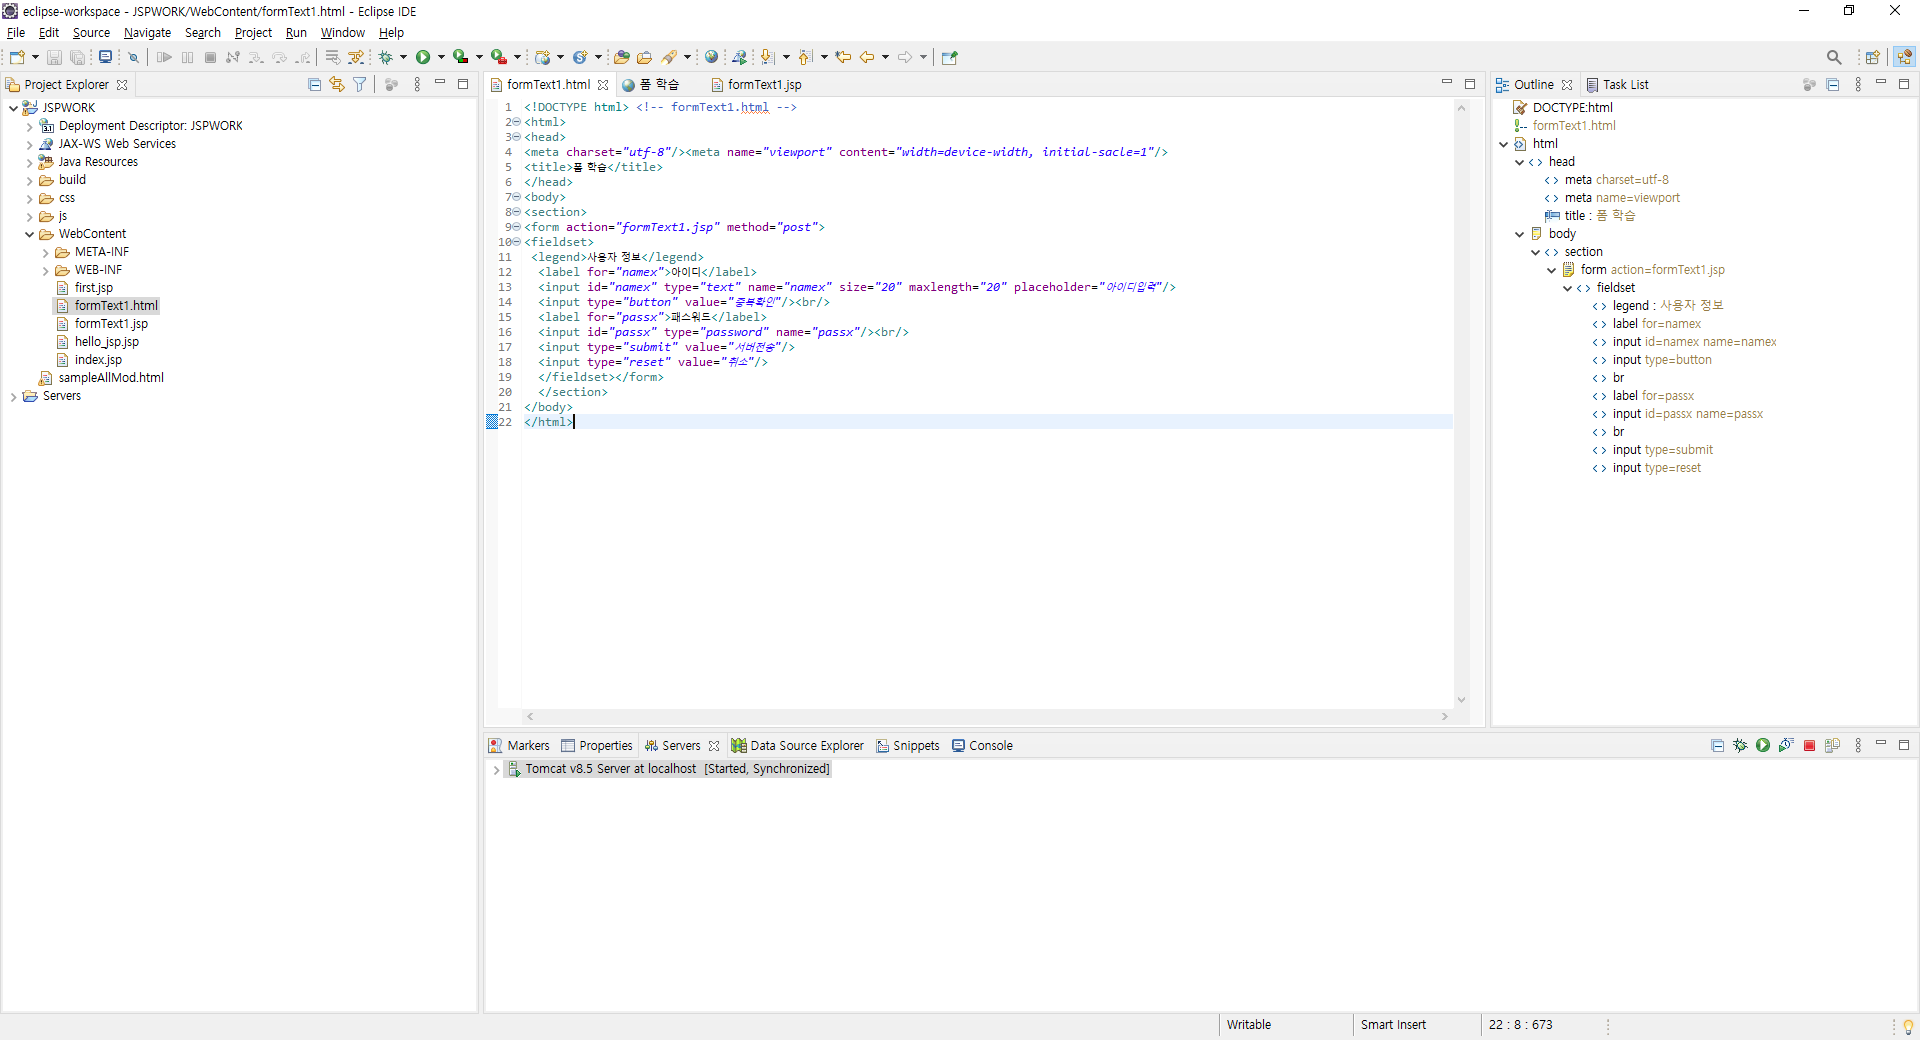 eclipse-workspace - JSPWORK/WebContent/formText1.html - Eclipse IDE
File Edit Source Navigate Search Project Run Window Help
Project Explorer
JSPWORK
Deployment Descriptor: JSPWORK
JAX-WS Web Services
Java Resources
build
css
js
WebContent
META-INF
WEB-INF
first.jsp
formText1.html
formText1.jsp
hello_jsp.jsp
index.jsp
sampleAllMod.html
Servers
formText1.html 폼 학습 formText1.jsp
1 <!DOCTYPE html> <!-- formText1.html -->
2 <html>
3 <head>
4 <meta charset="utf-8"/><meta name="viewport" content="width=device-width, initial-sacle=1"/>
5 <title>폼 학습</title>
6 </head>
7 <body>
8 <section>
9 <form action="formText1.jsp" method="post">
10 <fieldset>
11 <legend>사용자 정보</legend>
12 <label for="namex">아이디</label>
13 <input id="namex" type="text" name="namex" size="20" maxlength="20" placeholder="아이디입력"/>
14 <input type="button" value="중복확인"/><br/>
15 <label for="passx">패스워드</label>
16 <input id="passx" type="password" name="passx"/><br/>
17 <input type="submit" value="서버전송"/>
18 <input type="reset" value="취소"/>
19 </fieldset></form>
20 </section>
21 </body>
22 </html>
Outline Task List
DOCTYPE:html
formText1.html
html
head
meta charset=utf-8
meta name=viewport
title : 폼 학습
body
section
form action=formText1.jsp
fieldset
legend : 사용자 정보
label for=namex
input id=namex name=namex
input type=button
br
label for=passx
input id=passx name=passx
br
input type=submit
input type=reset
Markers Properties Servers Data Source Explorer Snippets Console
Tomcat v8.5 Server at localhost [Started, Synchronized]
Writable Smart Insert 22 : 8 : 673